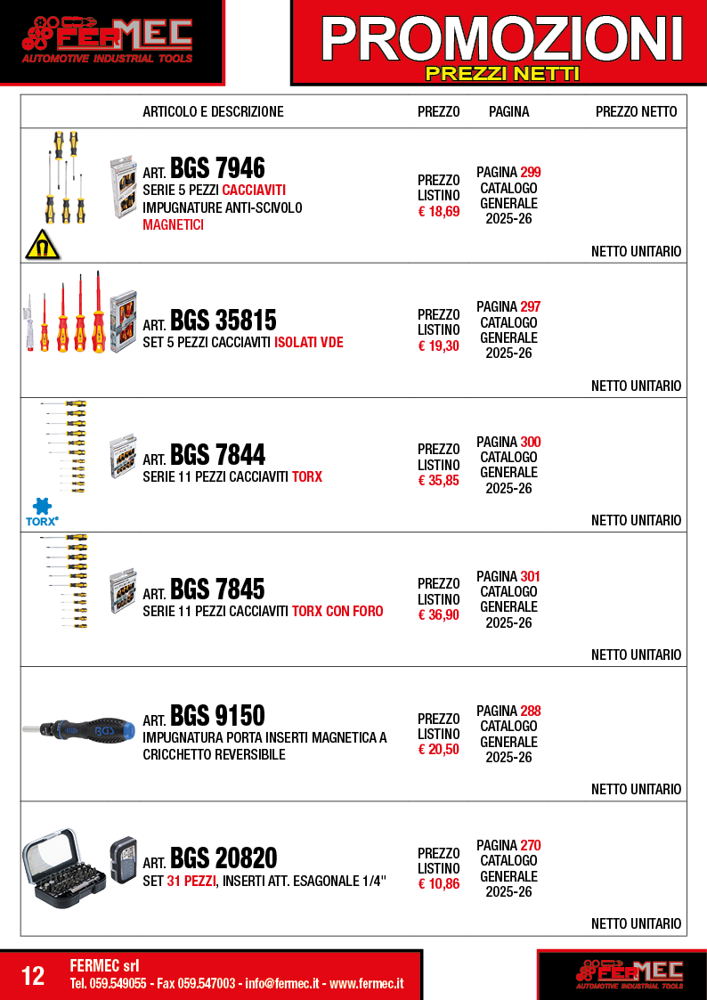 FERMEC
AUTOMOTIVE INDUSTRIAL TOOLS
PROMOZIONI
PREZZI NETTI
ARTICOLO E DESCRIZIONE PREZZO PAGINA PREZZO NETTO
ART. BGS 7946
SERIE 5 PEZZI CACCIAVITI
IMPUGNATURE ANTI-SCIVOLO
MAGNETICI
PREZZO
LISTINO
€ 18,69
PAGINA 299
CATALOGO
GENERALE
2025-26
NETTO UNITARIO
ART. BGS 35815
SET 5 PEZZI CACCIAVITI ISOLATI VDE
PREZZO
LISTINO
€ 19,30
PAGINA 297
CATALOGO
GENERALE
2025-26
NETTO UNITARIO
TORX
ART. BGS 7844
SERIE 11 PEZZI CACCIAVITI TORX
PREZZO
LISTINO
€ 35,85
PAGINA 300
CATALOGO
GENERALE
2025-26
NETTO UNITARIO
ART. BGS 7845
SERIE 11 PEZZI CACCIAVITI TORX CON FORO
PREZZO
LISTINO
€ 36,90
PAGINA 301
CATALOGO
GENERALE
2025-26
NETTO UNITARIO
BGS
ART. BGS 9150
IMPUGNATURA PORTA INSERTI MAGNETICA A
CRICCHETTO REVERSIBILE
PREZZO
LISTINO
€ 20,50
PAGINA 288
CATALOGO
GENERALE
2025-26
NETTO UNITARIO
ART. BGS 20820
SET 31 PEZZI, INSERTI ATT. ESAGONALE 1/4"
PREZZO
LISTINO
€ 10,86
PAGINA 270
CATALOGO
GENERALE
2025-26
NETTO UNITARIO
12
FERMEC srl
Tel. 059.549055 - Fax 059.547003 - info@fermec.it - www.fermec.it
FERMEC
AUTOMOTIVE INDUSTRIAL TOOLS